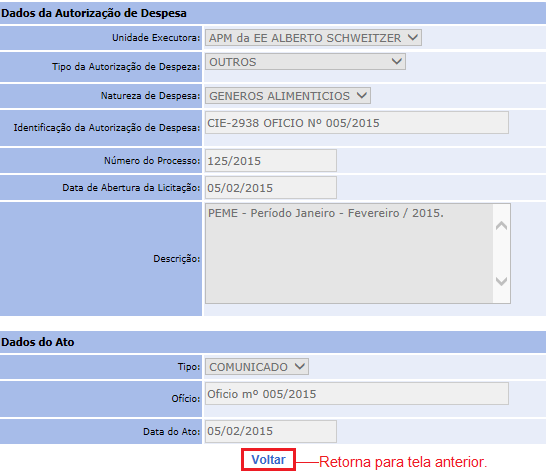 Dados da Autorização de Despesa
Unidade Executora: APM da EE ALBERTO SCHWEITZER
Tipo da Autorização de Despeza: OUTROS
Natureza de Despesa: GENEROS ALIMENTICIOS
Identificação da Autorização de Despesa: CIE-2938 OFICIO Nº 005/2015
Número do Processo: 125/2015
Data de Abertura da Licitação: 05/02/2015
Descrição: PEME - Período Janeiro - Fevereiro / 2015.
Dados do Ato
Tipo: COMUNICADO
Ofício: Oficio mº 005/2015
Data do Ato: 05/02/2015
Voltar Retorna para tela anterior.